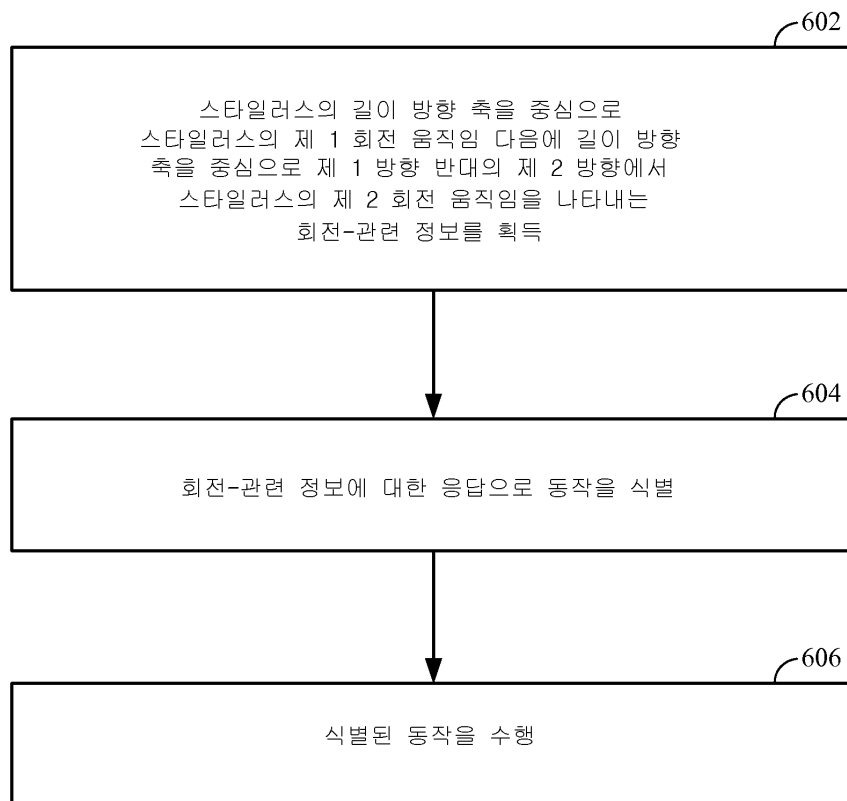 602
스타일러스의 길이 방향 축을 중심으로
스타일러스의 제 1 회전 움직임 다음에 길이 방향
축을 중심으로 제 1 방향 반대의 제 2 방향에서
스타일러스의 제 2 회전 움직임을 나타내는
회전-관련 정보를 획득
604
회전-관련 정보에 대한 응답으로 동작을 식별
606
식별된 동작을 수행